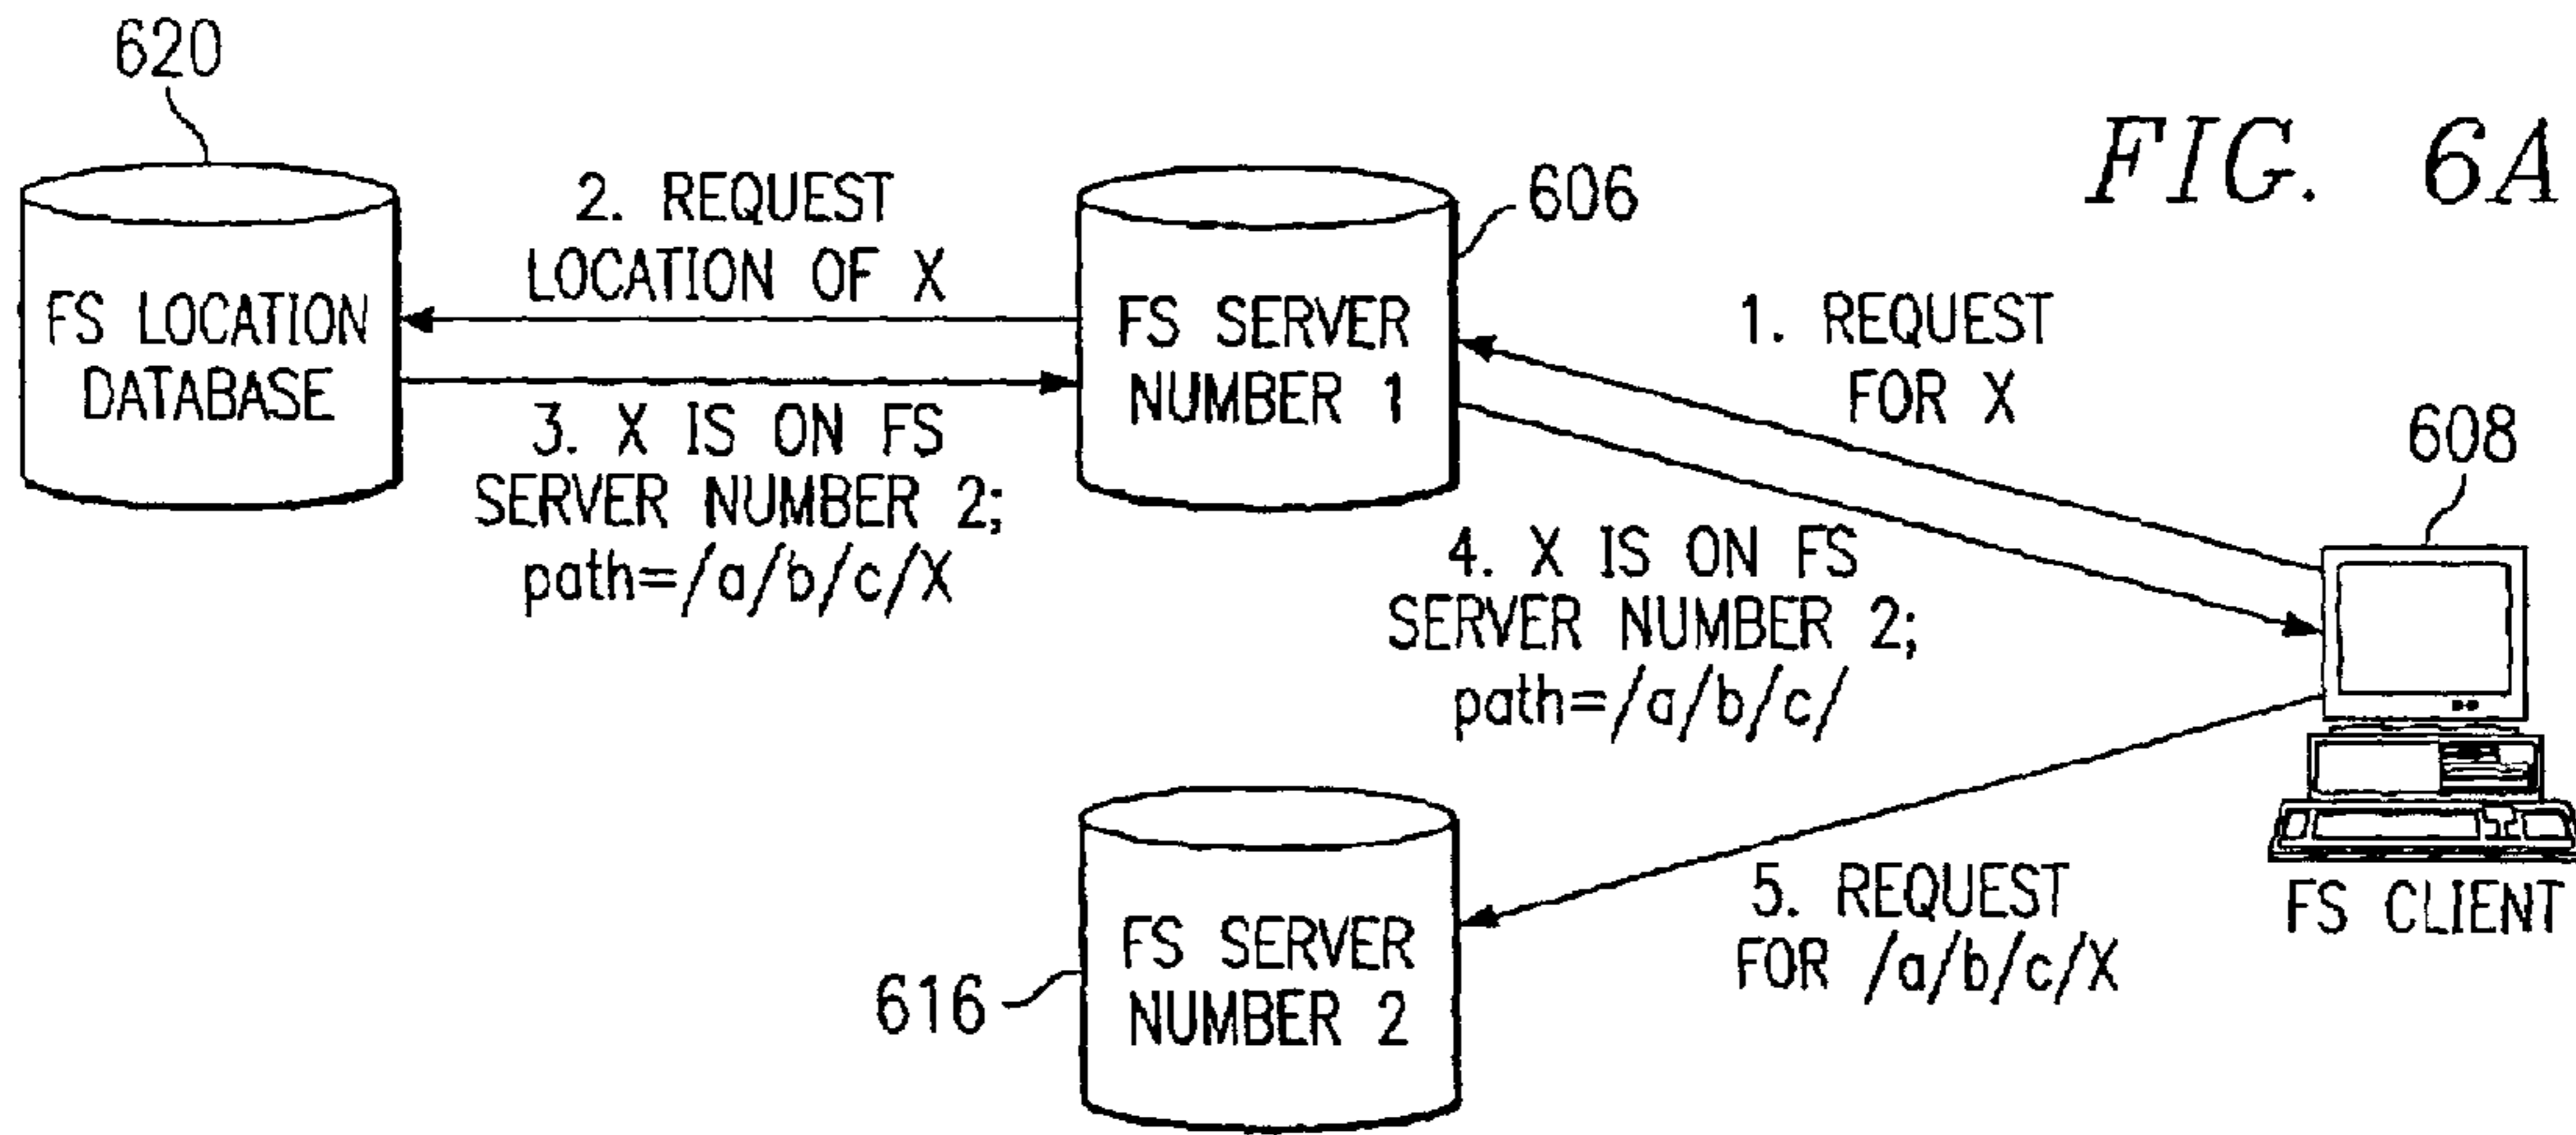 FIG. 6A
620
FS LOCATION
DATABASE
2. REQUEST
LOCATION OF X
3. X IS ON FS
SERVER NUMBER 2;
path=/a/b/c/X
606
FS SERVER
NUMBER 1
1. REQUEST
FOR X
4. X IS ON FS
SERVER NUMBER 2;
path=/a/b/c/
608
FS CLIENT
5. REQUEST
FOR /a/b/c/X
616
FS SERVER
NUMBER 2